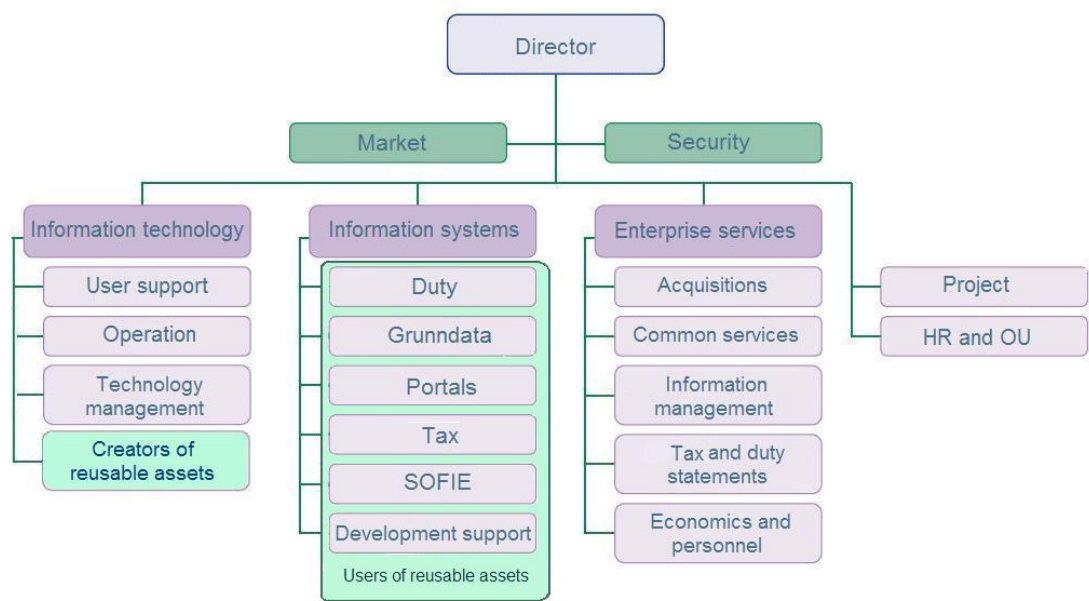 Director
Market
Security
Information technology
User support
Operation
Technology
management
Creators of
reusable assets
Information systems
Duty
Grunndata
Portals
Tax
SOFIE
Development support
Users of reusable assets
Enterprise services
Acquisitions
Common services
Information
management
Tax and duty
statements
Economics and
personnel
Project
HR and OU